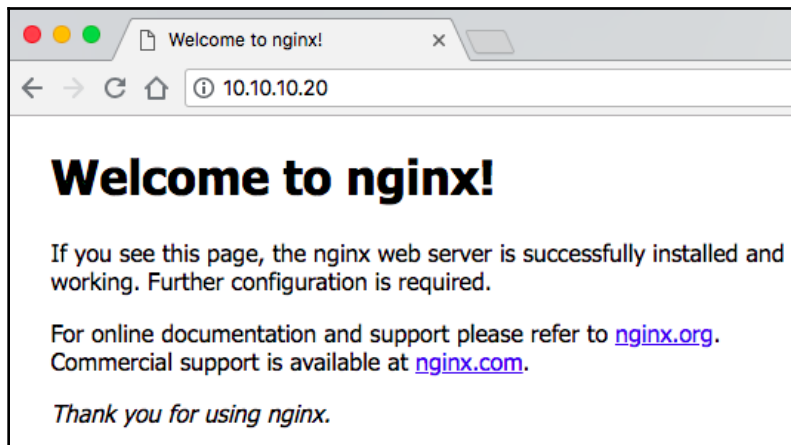 Welcome to nginx!
10.10.10.20
Welcome to nginx!
If you see this page, the nginx web server is successfully installed and
working. Further configuration is required.
For online documentation and support please refer to nginx.org.
Commercial support is available at nginx.com.
Thank you for using nginx.